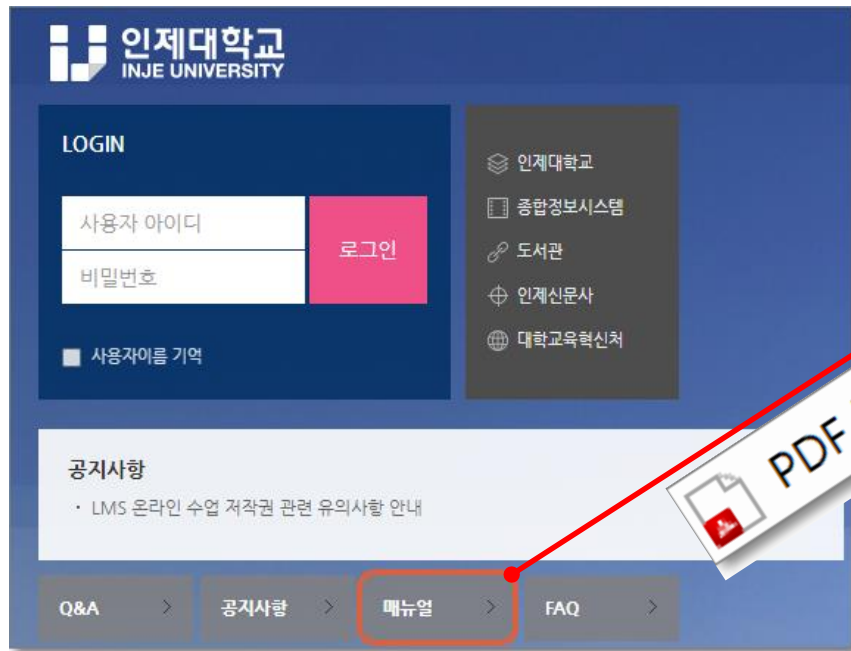 인제대학교
INJE UNIVERSITY
LOGIN
사용자 아이디
비밀번호
로그인
사용자이름 기억
인제대학교
종합정보시스템
도서관
인제신문사
대학교육혁신처
공지사항
· LMS 온라인 수업 저작권 관련 유의사항 안내
PDF
Q&A
공지사항
매뉴얼
FAQ